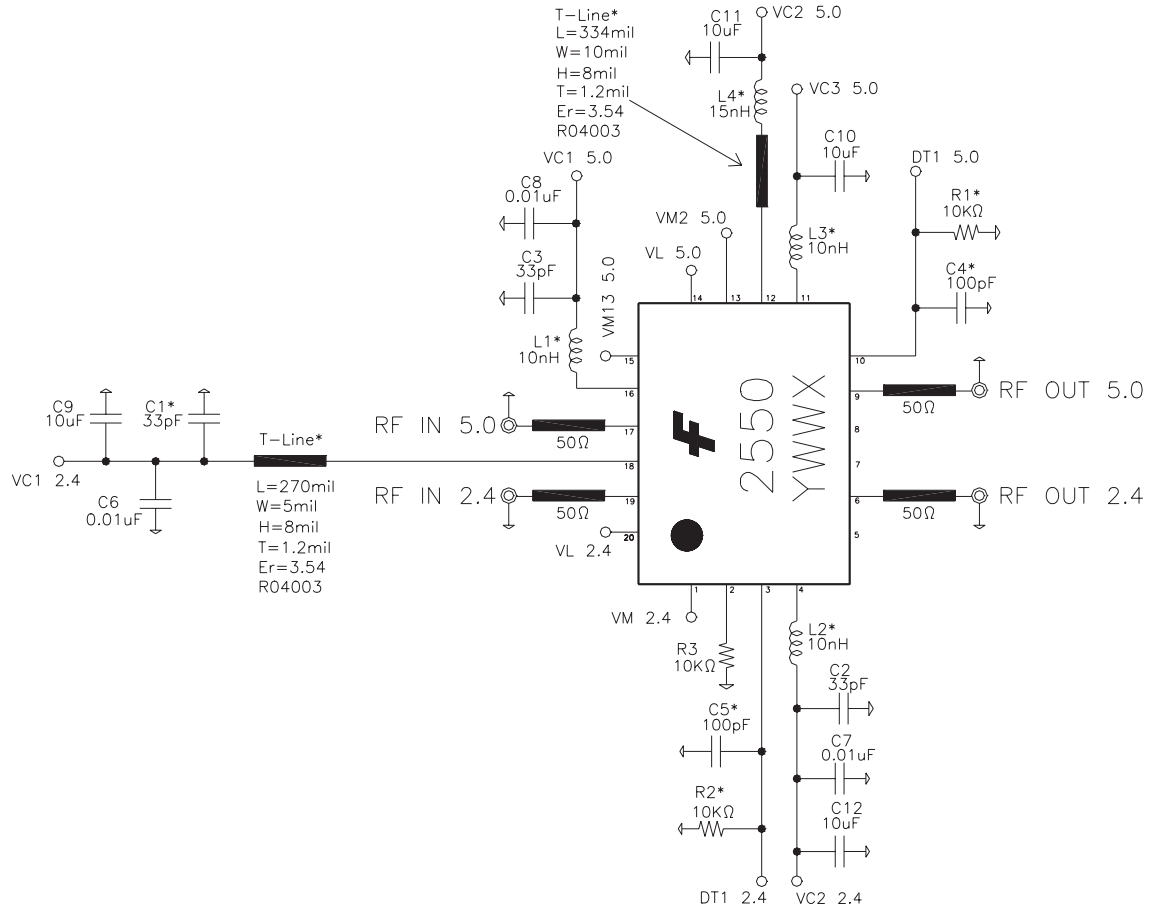 T-Line*
L=334mil
W=10mil
H=8mil
T=1.2mil
Er=3.54
R04003
C11
10uF
VC2 5.0
L4*
15nH
VC3 5.0
C10
10uF
L3*
10nH
DT1 5.0
R1*
10KΩ
C4*
100pF
VC1 5.0
C8
0.01uF
C3
33pF
L1*
10nH
VM13 5.0
VL 5.0
VM2 5.0
14
13
12
11
15
16
17
18
19
20
10
9
8
7
6
5
1
2
3
4
2550
YWWX
RF IN 5.0
50Ω
RF IN 2.4
50Ω
VL 2.4
RF OUT 5.0
50Ω
RF OUT 2.4
50Ω
C9
10uF
C1*
33pF
VC1 2.4
C6
0.01uF
T-Line*
L=270mil
W=5mil
H=8mil
T=1.2mil
Er=3.54
R04003
VM 2.4
R3
10KΩ
L2*
10nH
C2
33pF
C5*
100pF
C7
0.01uF
R2*
10KΩ
C12
10uF
DT1 2.4
VC2 2.4